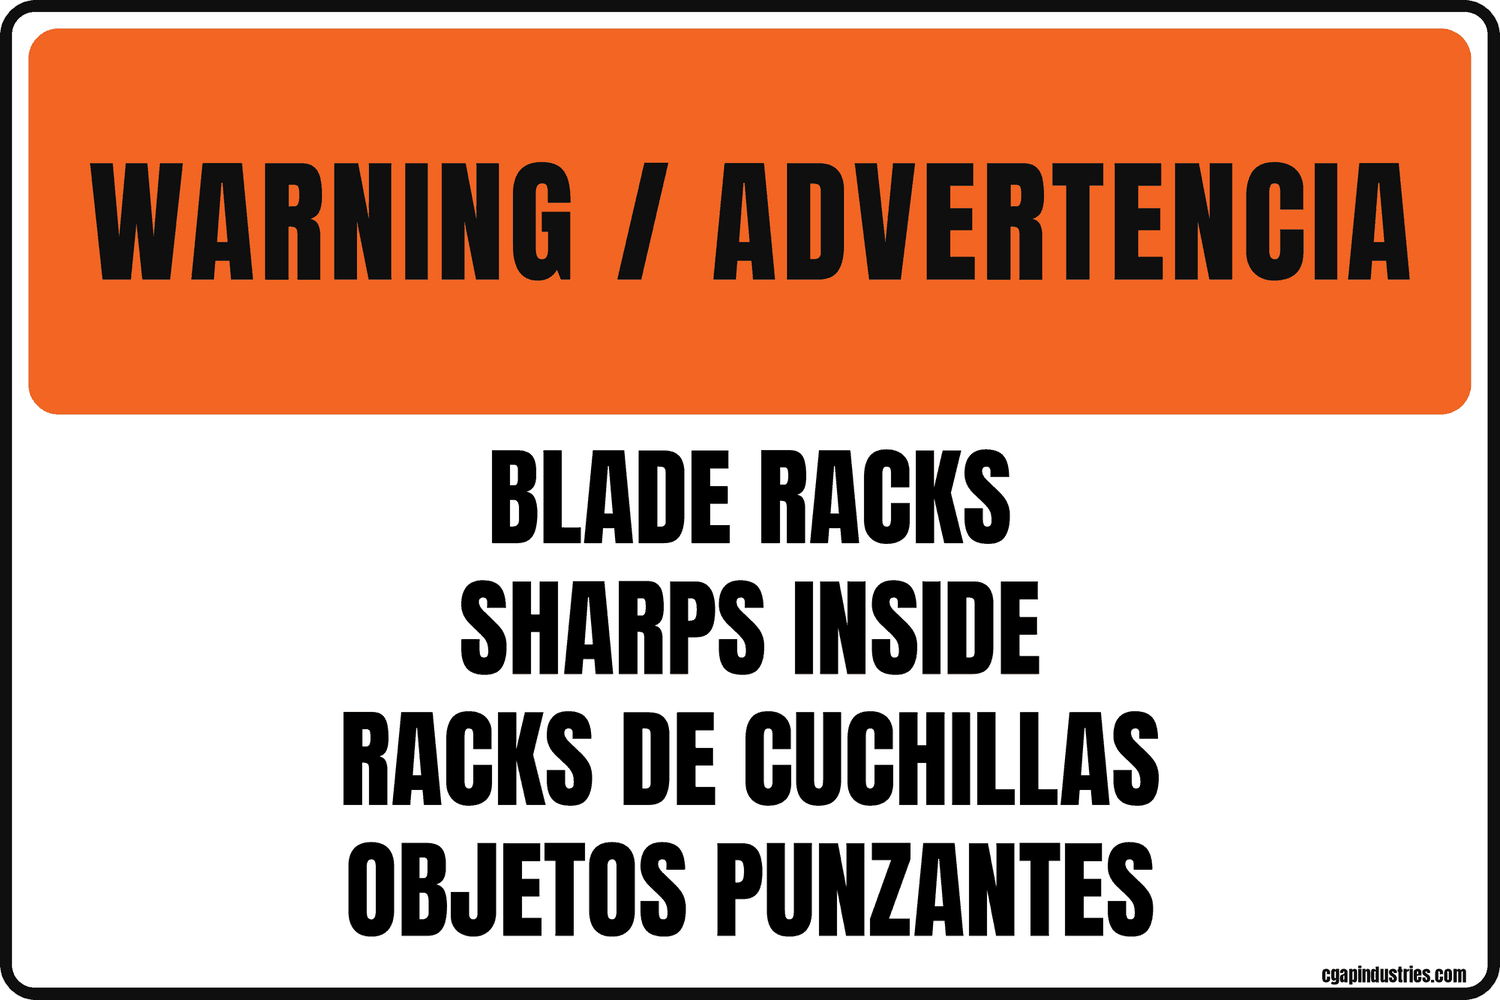 WARNING / ADVERTENCIA
BLADE RACKS
SHARPS INSIDE
RACKS DE CUCHILLAS
OBJETOS PUNZANTES
cgapindustries.com